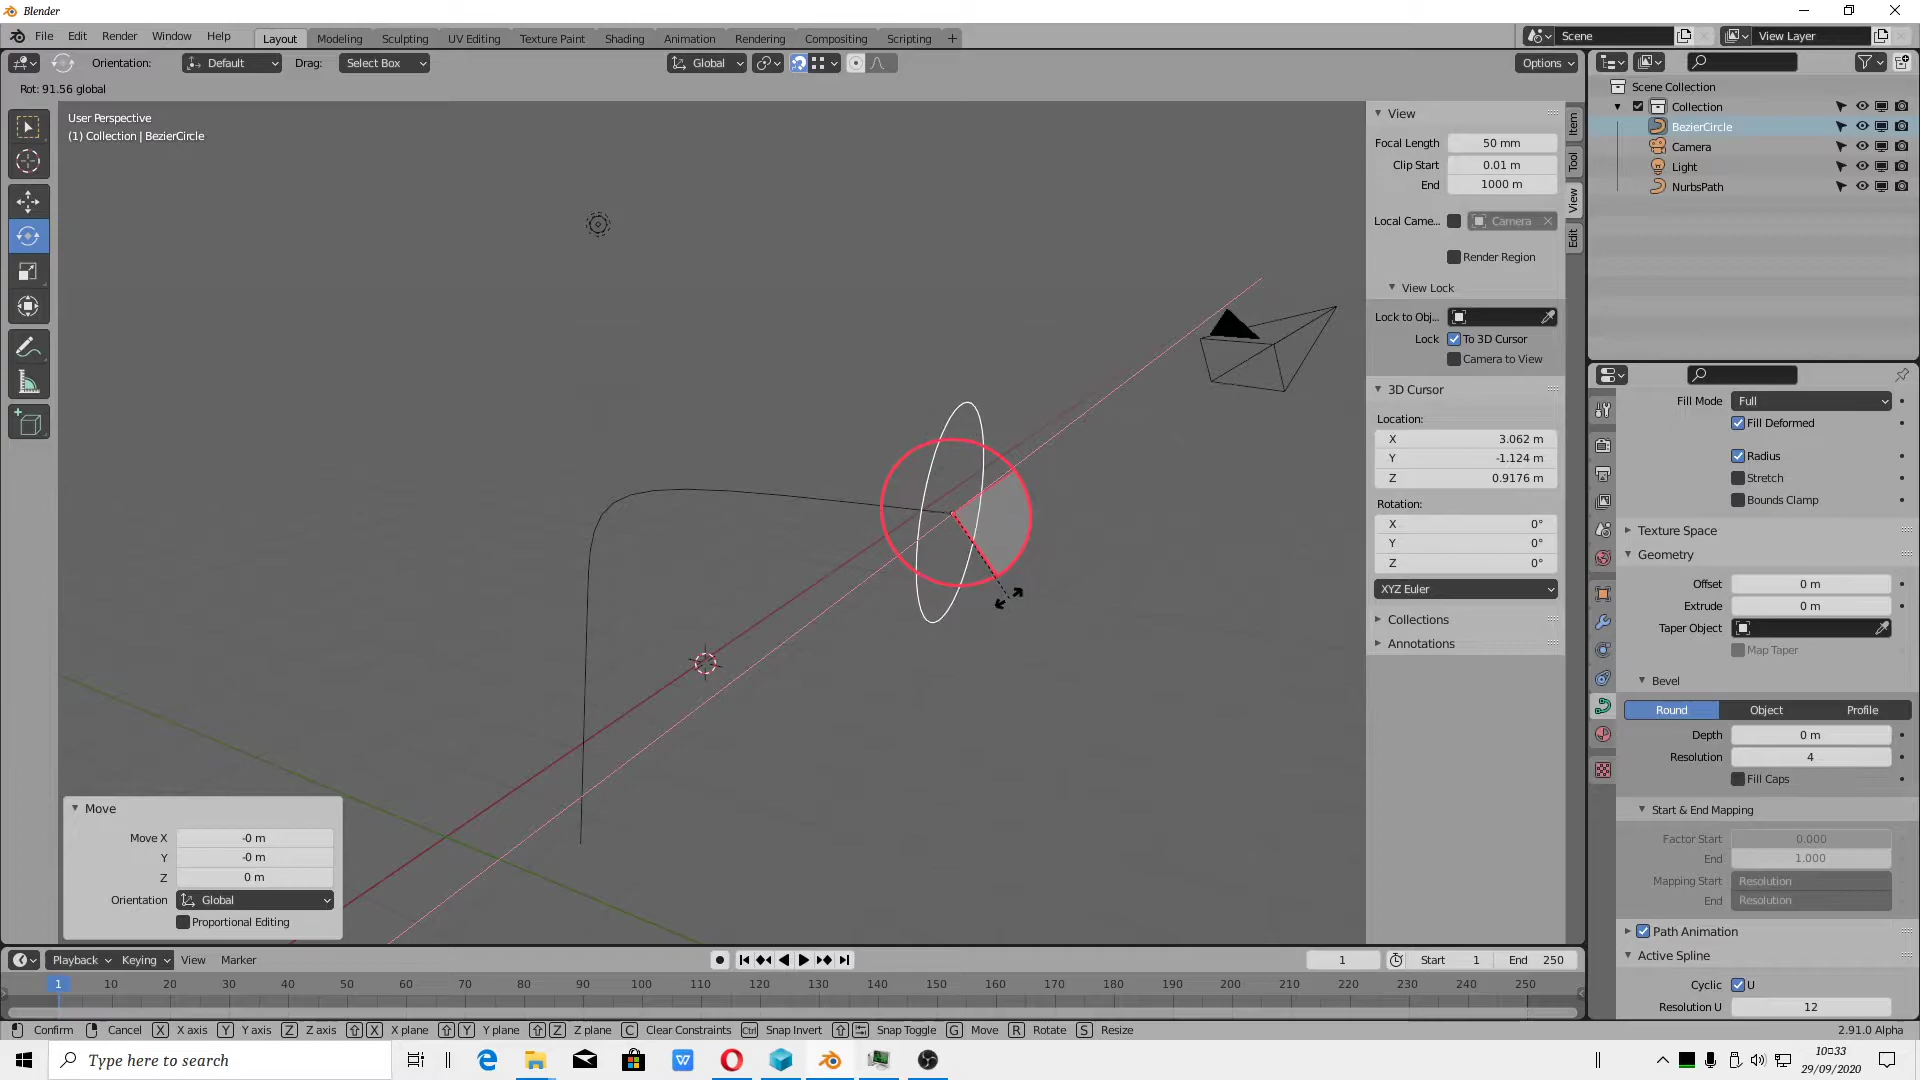 Blender
File Edit Render Window Help
Layout Modeling Sculpting UV Editing Texture Paint Shading Animation Rendering Compositing Scripting
Scene
View Layer
Orientation: Default Drag: Select Box Global Options
Rot: 91.56 global
User Perspective
(1) Collection | BezierCircle
Scene Collection
Collection
BezierCircle
Camera
Light
NurbsPath
View
Focal Length 50 mm
Clip Start 0.01 m
End 1000 m
Local Came... Camera
Render Region
View Lock
Lock to Obj...
Lock To 3D Cursor
Camera to View
3D Cursor
Location:
X 3.062 m
Y -1.124 m
Z 0.9176 m
Rotation:
X 0°
Y 0°
Z 0°
XYZ Euler
Collections
Annotations
Item
Tool
View
Edit
Fill Mode Full
Fill Deformed
Radius
Stretch
Bounds Clamp
Texture Space
Geometry
Offset 0 m
Extrude 0 m
Taper Object
Map Taper
Bevel
Round Object Profile
Depth 0 m
Resolution 4
Fill Caps
Start & End Mapping
Factor Start 0.000
End 1.000
Mapping Start Resolution
End Resolution
Path Animation
Active Spline
Cyclic U
Resolution U 12
Move
Move X -0 m
Y -0 m
Z 0 m
Orientation Global
Proportional Editing
Playback Keying View Marker 1 Start 1 End 250
1 10 20 30 40 50 60 70 80 90 100 110 120 130 140 150 160 170 180 190 200 210 220 230 240 250
Confirm Cancel X X axis Y Y axis Z Z axis X X plane Y Y plane Z Z plane C Clear Constraints Ctrl Snap Invert Snap Toggle G Move R Rotate S Resize 2.91.0 Alpha
Type here to search
29/09/2020